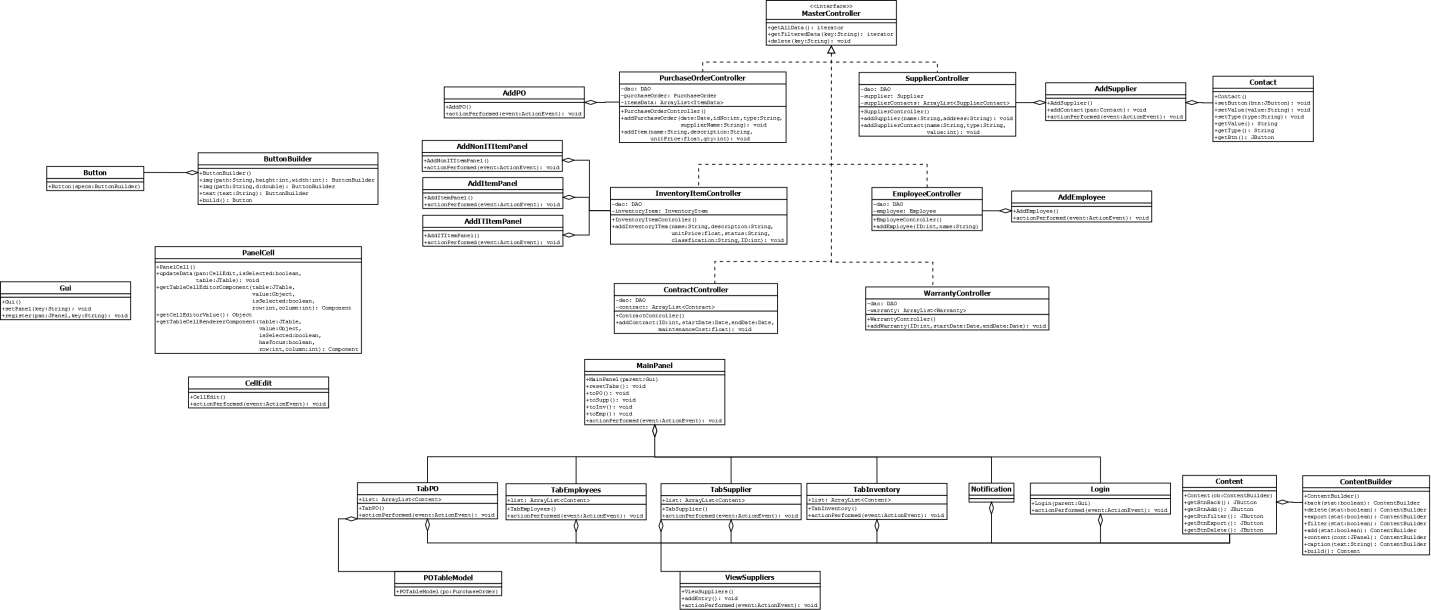 <<interface>>
MasterController
+getAllData(): iterator
+getFilteredData(key:String): iterator
+delete(key:String): void
PurchaseOrderController
-dao: DAO
-purchaseOrder: PurchaseOrder
-itemsData: ArrayList<ItemData>
+PurchaseOrderController()
+addPurchaseOrder(date:Date,idNo:int,type:String,
supplierName:String): void
+addItem(name:String,description:String,
unitPrice:float,qty:int): void
SupplierController
-dao: DAO
-supplier: Supplier
-supplierContacts: ArrayList<SupplierContact>
+SupplierController()
+addSupplier(name:String,address:String): void
+addSupplierContact(name:String,type:String,
value:int): void
AddSupplier
+AddSupplier()
+addContact(pan:Contact): void
+actionPerformed(event:ActionEvent): void
Contact
+Contact()
+setButton(btn:JButton): void
+setValue(value:String): void
+setType(type:String): void
+getValue(): String
+getType(): String
+getBtn(): JButton
AddPO
+AddPO()
+actionPerformed(event:ActionEvent): void
AddNonITItemPanel
+AddNonITItemPanel()
+actionPerformed(event:ActionEvent): void
AddItemPanel
+AddItemPanel()
+actionPerformed(event:ActionEvent): void
AddITItemPanel
+AddITItemPanel()
+actionPerformed(event:ActionEvent): void
Button
+Button(specs:ButtonBuilder)
ButtonBuilder
+ButtonBuilder()
+img(path:String,height:int,width:int): ButtonBuilder
+img(path:String,d:double): ButtonBuilder
+text(text:String): ButtonBuilder
+build(): Button
InventoryItemController
-dao: DAO
-inventoryItem: InventoryItem
+InventoryItemController()
+addInventoryITem(name:String,description:String,
unitPrice:float,status:String,
classfication:String,ID:int): void
EmployeeController
-dao: DAO
-employee: Employee
+EmployeeController()
+addEmployee(ID:int,name:String)
AddEmployee
+AddEmployee()
+actionPerformed(event:ActionEvent): void
PanelCell
+PanelCell()
+updateData(pan:CellEdit,isSelected:boolean,
table:JTable): void
+getTableCellEditorComponent(table:JTable,
value:Object,
isSelected:boolean,
row:int,column:int): Component
+getCellEditorValue(): Object
+getTableCellRendererComponent(table:JTable,
value:Object,
isSelected:boolean,
hasFocus:boolean,
row:int,column:int): Component
Gui
+Gui()
+setPanel(key:String): void
+register(pan:JPanel,key:String): void
CellEdit
+CellEdit()
+actionPerformed(event:ActionEvent): void
ContractController
-dao: DAO
-contract: ArrayList<Contract>
+ContractController()
+addContract(ID:int,startDate:Date,endDate:Date,
maintenanceCost:float): void
WarrantyController
-dao: DAO
-warranty: ArrayList<Warranty>
+WarrantyController()
+addWarranty(ID:int,startDate:Date,endDate:Date): void
MainPanel
+MainPanel(parent:Gui)
+resetTabs(): void
+toPO(): void
+toSupp(): void
+toInv(): void
+toEmp(): void
+actionPerformed(event:ActionEvent): void
TabPO
+list: ArrayList<Content>
+TabPO()
+actionPerformed(event:ActionEvent): void
TabEmployees
+list: ArrayList<Content>
+TabEmployees()
+actionPerformed(event:ActionEvent): void
TabSupplier
+list: ArrayList<Content>
+TabSupplier()
+actionPerformed(event:ActionEvent): void
TabInventory
+list: ArrayList<Content>
+TabInventory()
+actionPerformed(event:ActionEvent): void
Notification
Login
+Login(parent:Gui)
+actionPerformed(event:ActionEvent): void
Content
+Content(cb:ContentBuilder)
+getBtnBack(): JButton
+getBtnAdd(): JButton
+getBtnFilter(): JButton
+getBtnExport(): JButton
+getBtnDelete(): JButton
ContentBuilder
+ContentBuilder()
+back(stat:boolean): ContentBuilder
+delete(stat:boolean): ContentBuilder
+export(stat:boolean): ContentBuilder
+filter(stat:boolean): ContentBuilder
+add(stat:boolean): ContentBuilder
+content(cont:JPanel): ContentBuilder
+caption(text:String): ContentBuilder
+build(): Content
POTableModel
+POTableModel(po:PurchaseOrder)
ViewSuppliers
+ViewSuppliers()
+addEntry(): void
+actionPerformed(event:ActionEvent): void